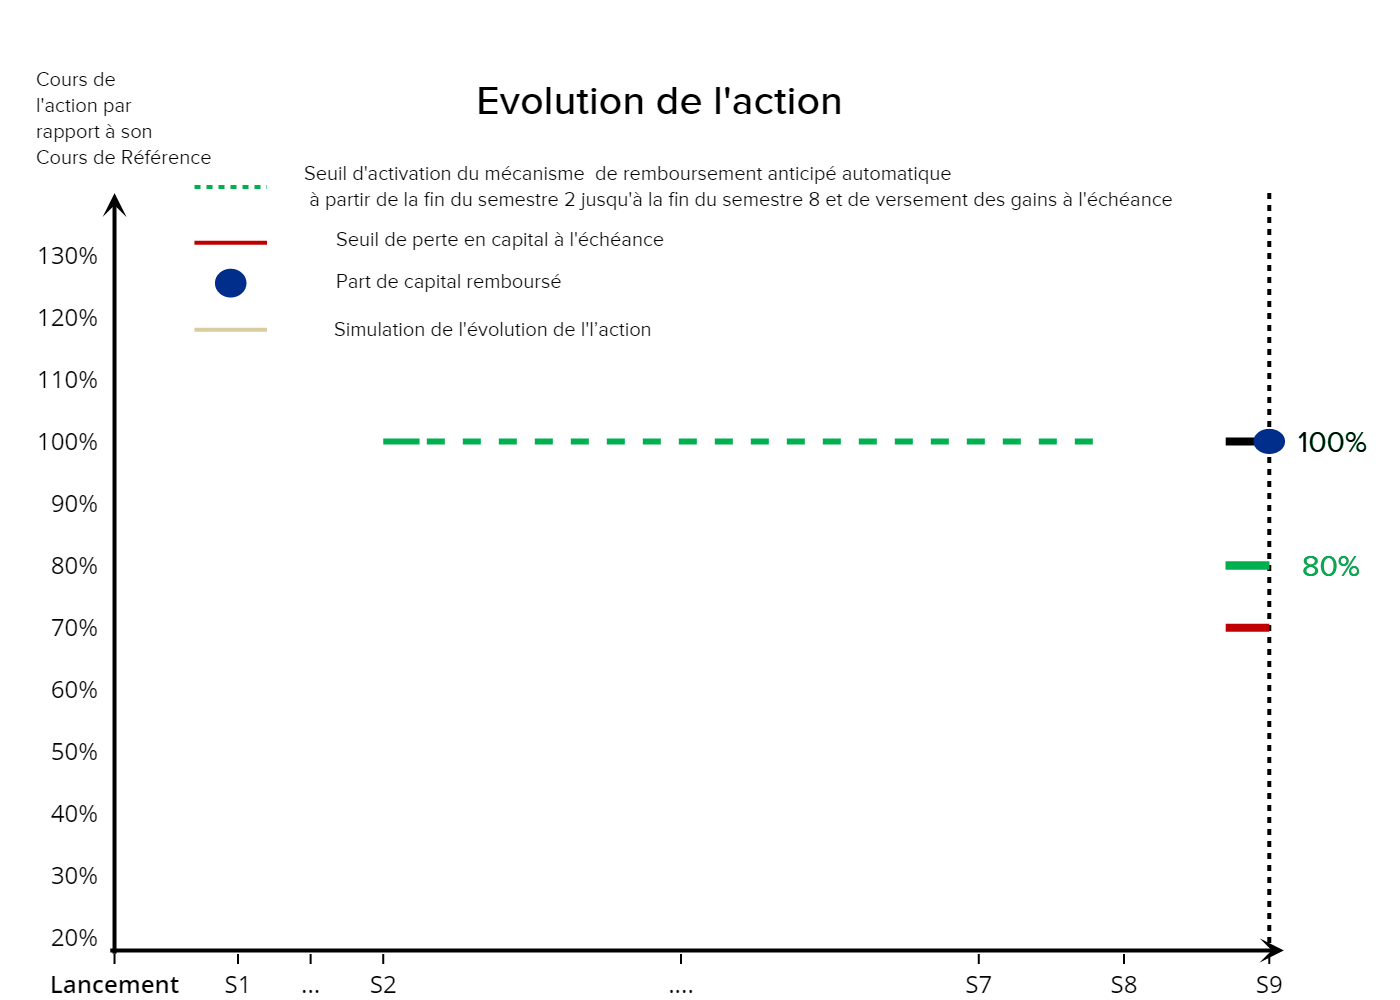 Cours de
l'action par
rapport à son
Cours de Référence
Evolution de l'action
Seuil d'activation du mécanisme  de remboursement anticipé automatique
à partir de la fin du semestre 2 jusqu'à la fin du semestre 8 et de versement des gains à l'échéance
Seuil de perte en capital à l'échéance
Part de capital remboursé
Simulation de l'évolution de l'l’action
130%
120%
110%
100%
100%
90%
80%
80%
70%
60%
50%
40%
30%
20%
Lancement S1 ... S2 .... S7 S8 S9